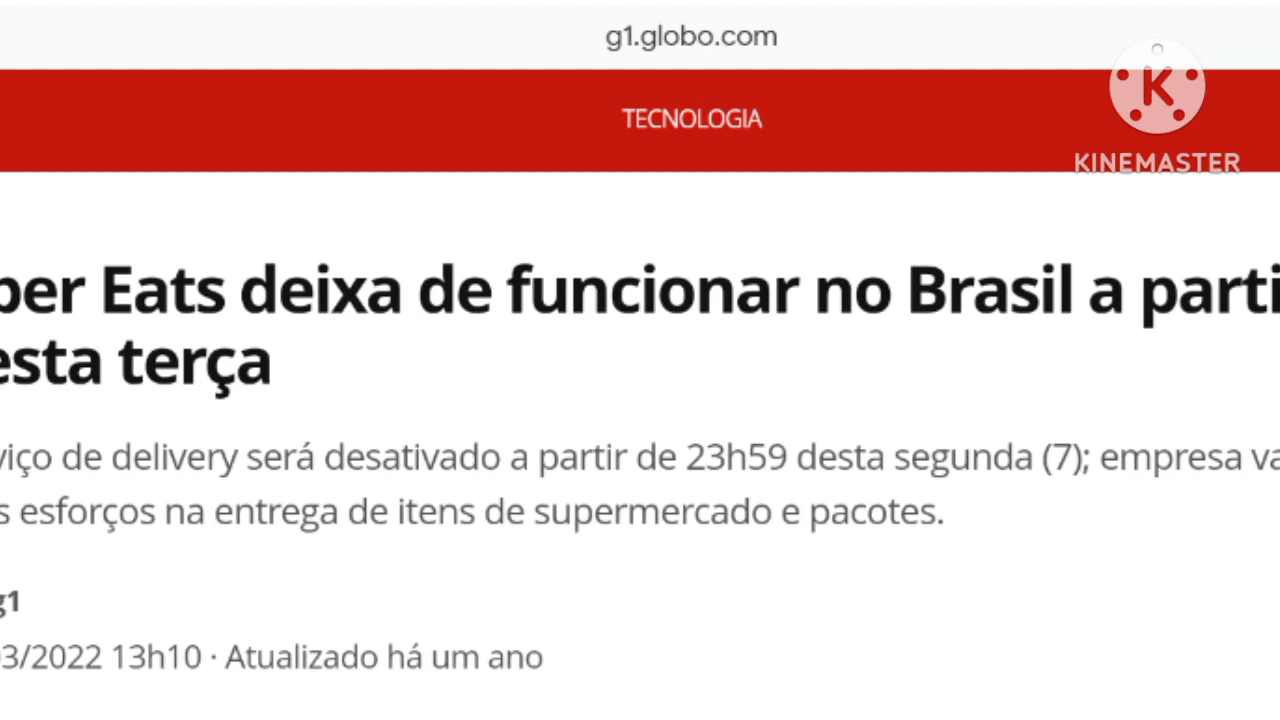 g1.globo.com
TECNOLOGIA
K
KINEMASTER
ber Eats deixa de funcionar no Brasil a parti
esta terça
viço de delivery será desativado a partir de 23h59 desta segunda (7); empresa va
s esforços na entrega de itens de supermercado e pacotes.
g1
03/2022 13h10 · Atualizado há um ano